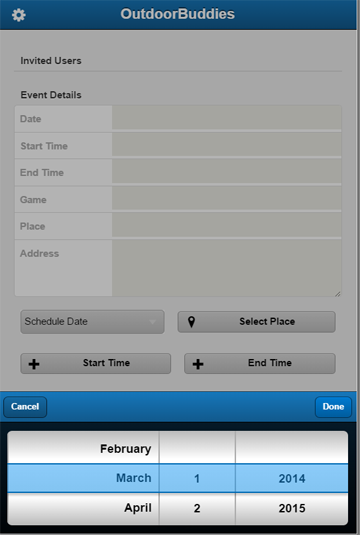 OutdoorBuddies
Invited Users
Event Details
Date
Start Time
End Time
Game
Place
Address
Schedule Date Select Place
Start Time End Time
Cancel Done
February
March 1 2014
April 2 2015